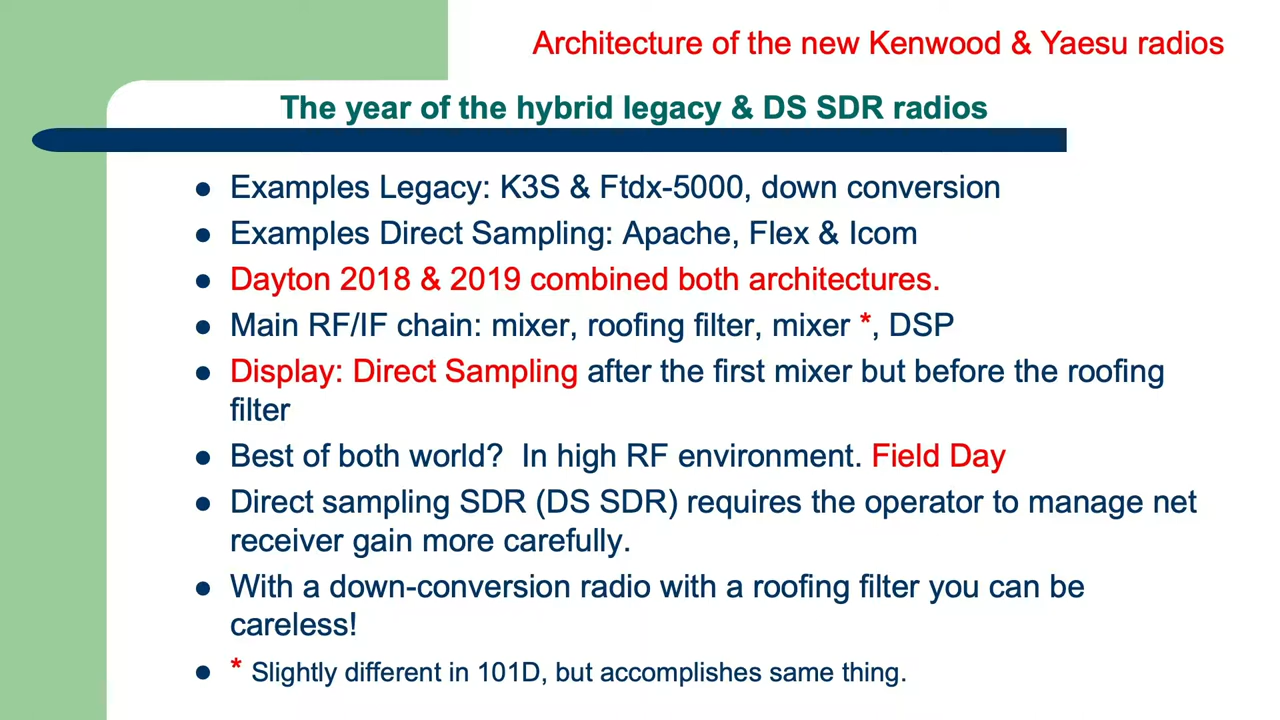 Architecture of the new Kenwood & Yaesu radios
The year of the hybrid legacy & DS SDR radios
● Examples Legacy: K3S & Ftdx-5000, down conversion
● Examples Direct Sampling: Apache, Flex & Icom
● Dayton 2018 & 2019 combined both architectures.
● Main RF/IF chain: mixer, roofing filter, mixer *, DSP
● Display: Direct Sampling after the first mixer but before the roofing
filter
● Best of both world?  In high RF environment. Field Day
● Direct sampling SDR (DS SDR) requires the operator to manage net
receiver gain more carefully.
● With a down-conversion radio with a roofing filter you can be
careless!
● * Slightly different in 101D, but accomplishes same thing.